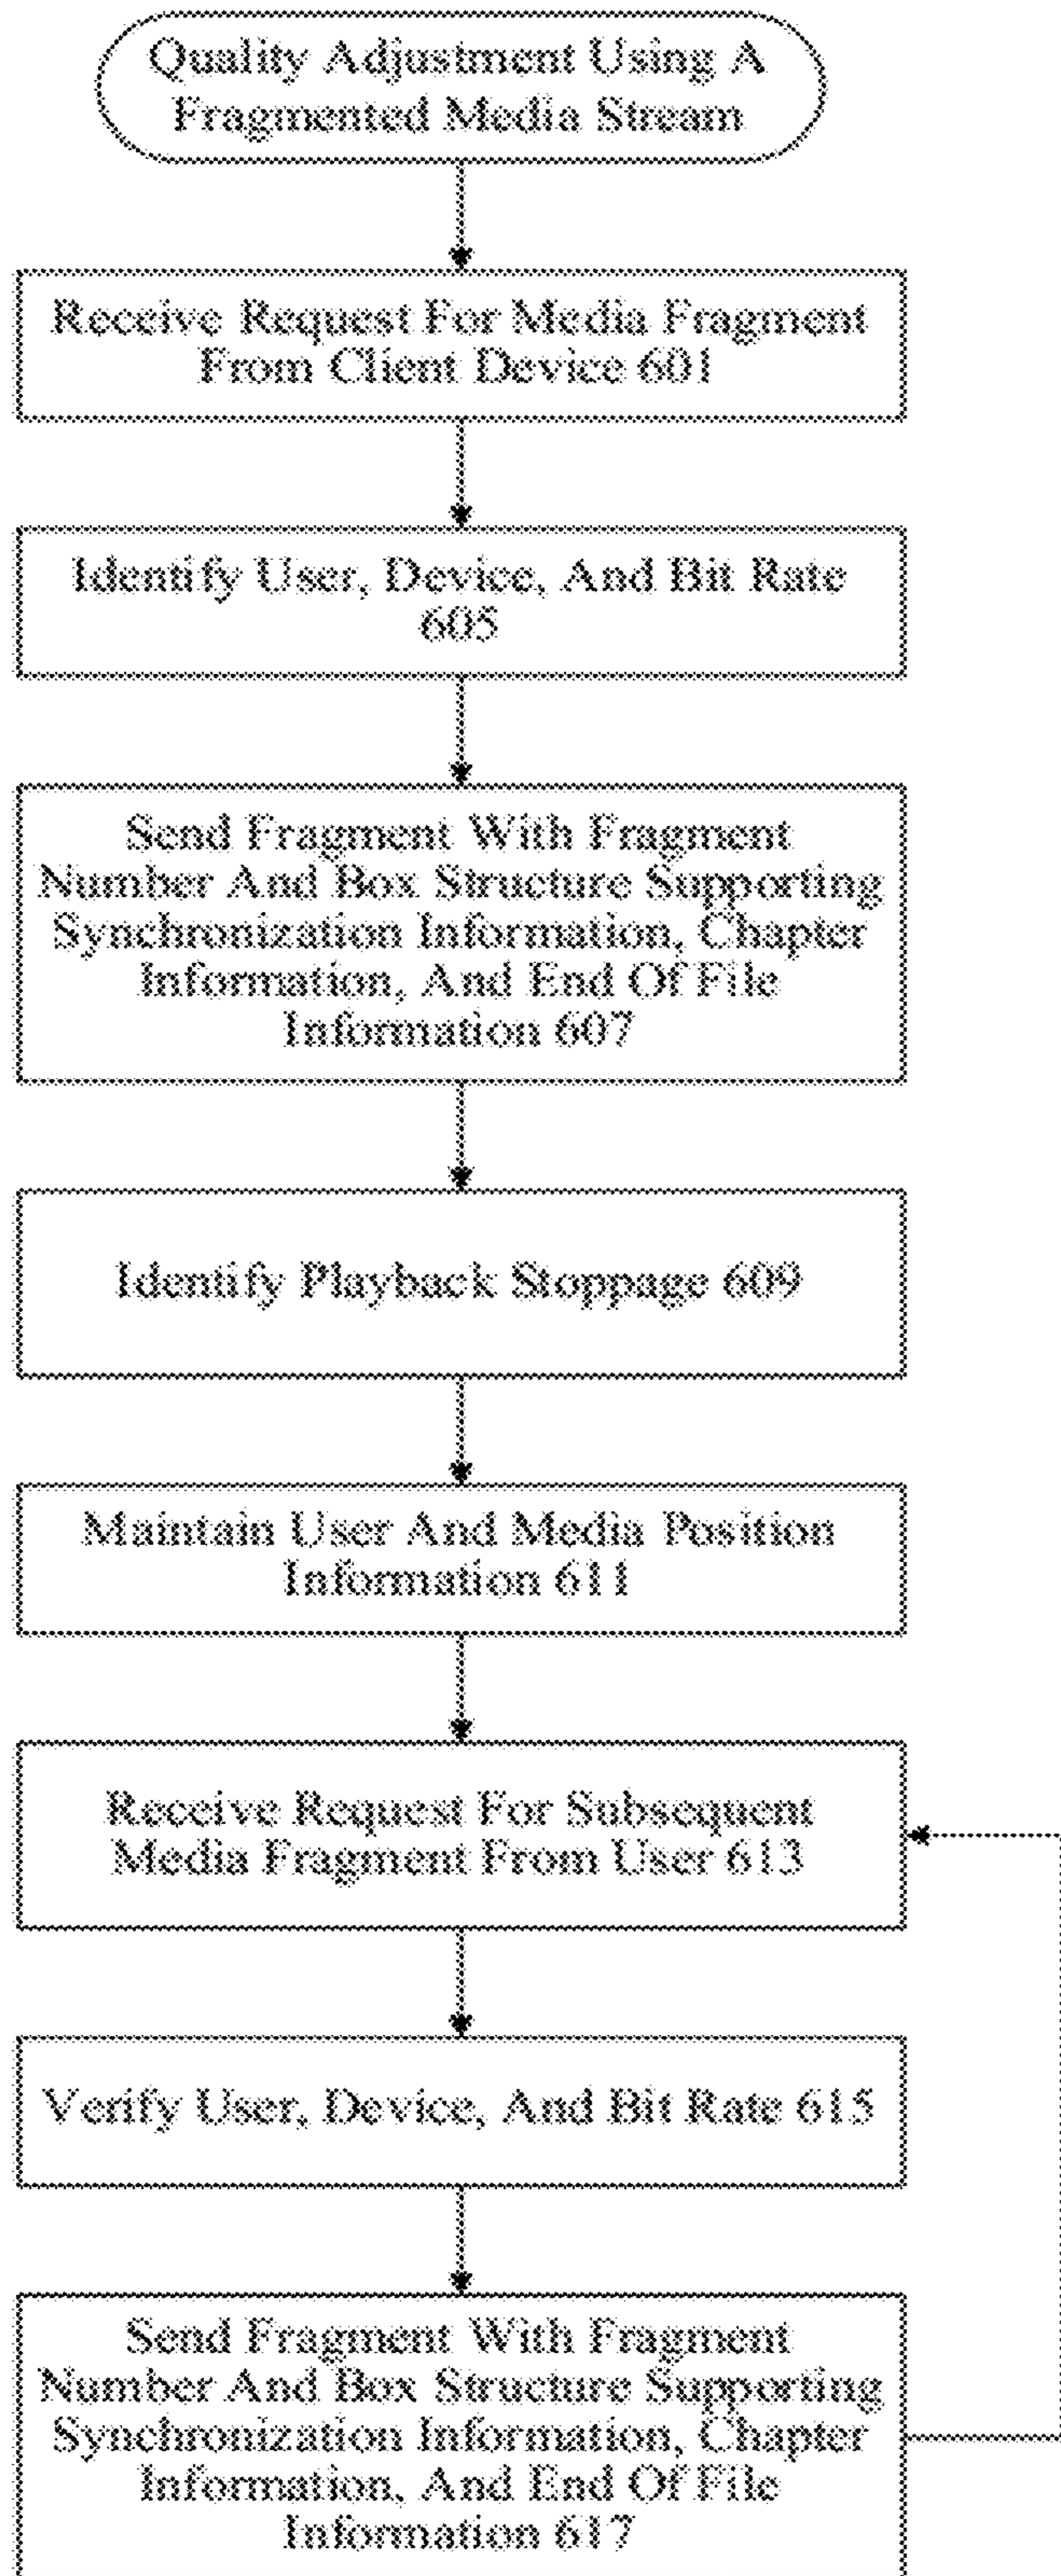 Quality Adjustment Using A
Fragmented Media Stream
Receive Request For Media Fragment
From Client Device 601
Identify User, Device, And Bit Rate
605
Send Fragment With Fragment
Number And Box Structure Supporting
Synchronization Information, Chapter
Information, And End Of File
Information 607
Identify Playback Stoppage 609
Maintain User And Media Position
Information 611
Receive Request For Subsequent
Media Fragment From User 613
Verify User, Device, And Bit Rate 615
Send Fragment With Fragment
Number And Box Structure Supporting
Synchronization Information, Chapter
Information, And End Of File
Information 617